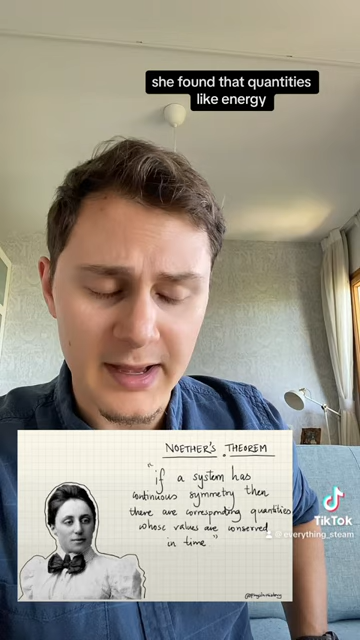 she found that quantities
like energy
NOETHER'S THEOREM
"if a system has
continuous symmetry then
there are corresponding quantities
whose values are conserved
in time"
TikTok
@everything_steam